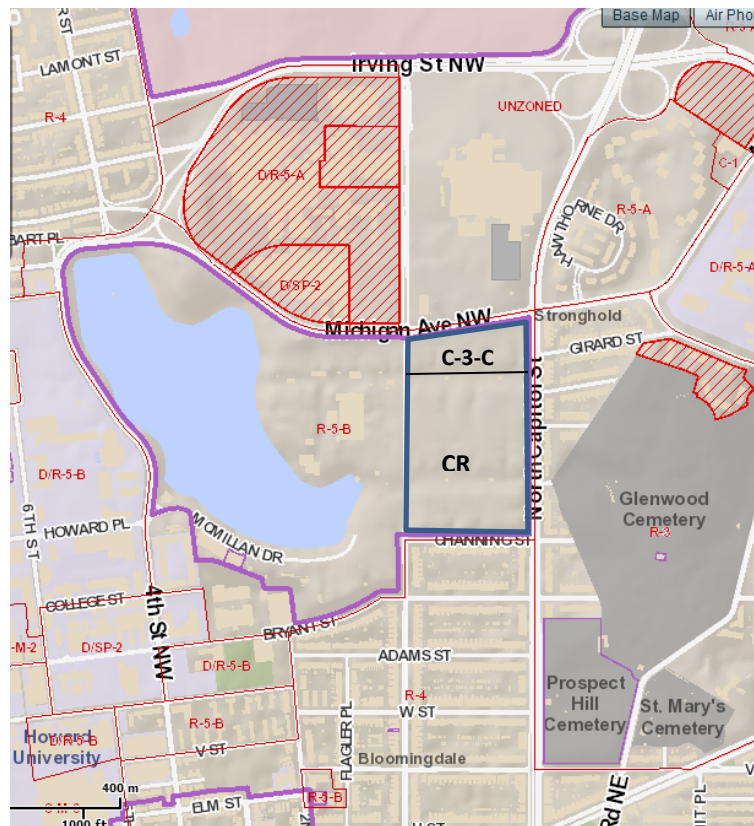 Base Map
Air Pho
LAMONT ST
Irving St NW
UNZONED
R-4
C-1
D/R-5-A
R-5-A
HAWTHORNE DR
BART PL
D/R-5-A
D/SP-2
Michigan Ave NW
Stronghold
GIRARD ST
C-3-C
North Capitol St
R-5-B
CR
D/R-5-B
6TH ST
Glenwood
Cemetery
R-3
HOWARD PL
MCMILLAN DR
CHANNING ST
4th St NW
COLLEGE ST
BRYANT ST
-M-2
D/SP-2
D/R-5-B
ADAMS ST
R-4
W ST
Prospect
Hill
Cemetery
St. Mary's
Cemetery
R-5-B
FLAGLER PL
Howard
University
D/R-5-B
V ST
Bloomingdale
400 m
R-5-B
1000 ft
ELM ST
Rd NE